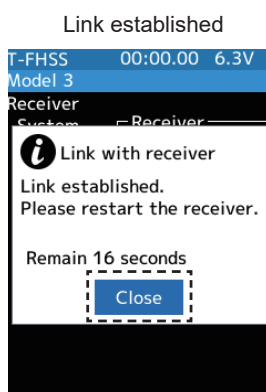 Link established
T-FHSS 00:00.00 6.3V
Model 3
Receiver
System Receiver
Link with receiver
Link established.
Please restart the receiver.
Remain 16 seconds
Close